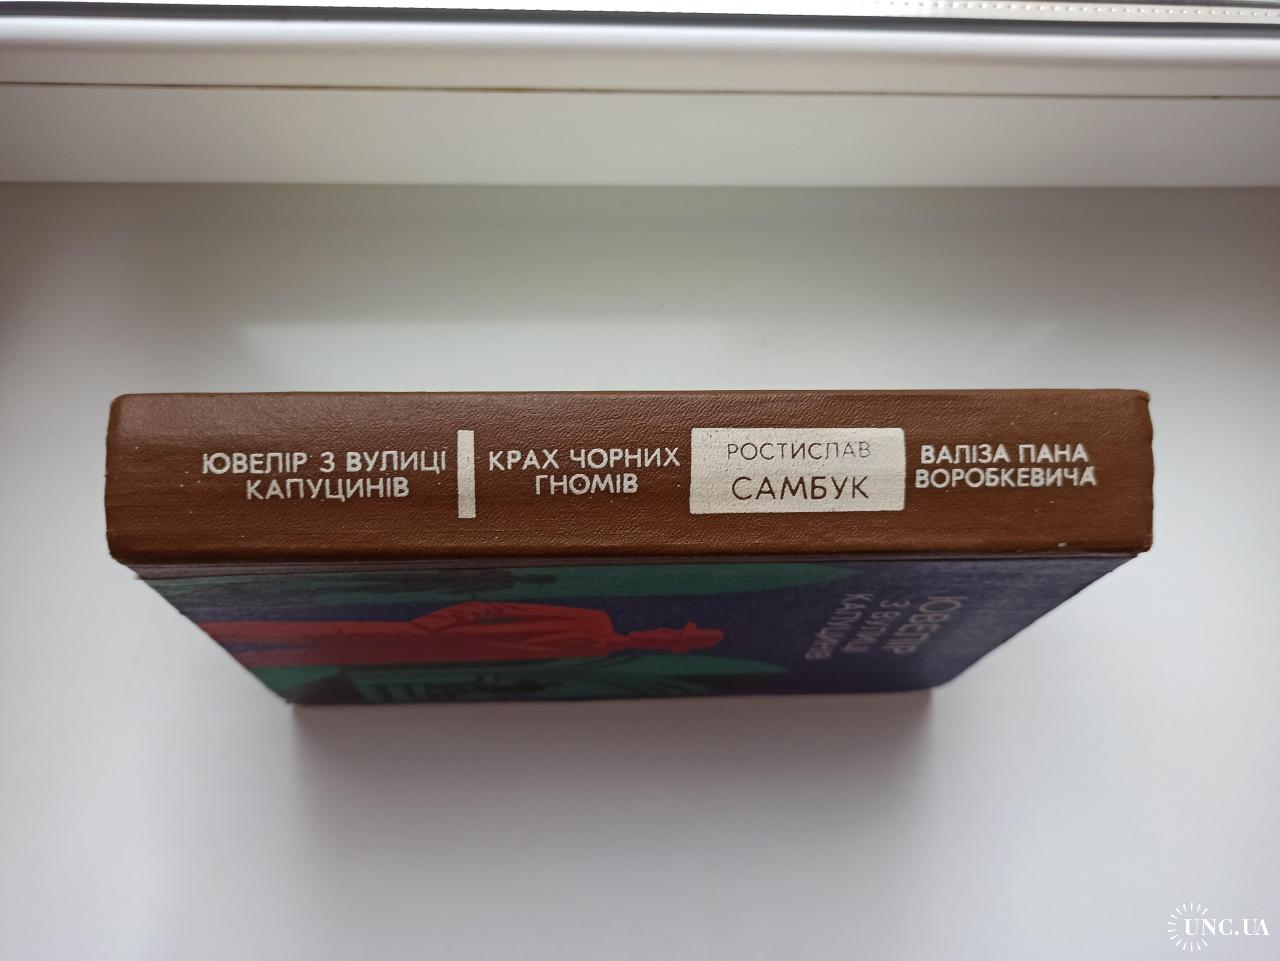 ЮВЕЛІР З ВУЛИЦІ
КАПУЦИНІВ
КРАХ ЧОРНИХ
ГНОМІВ
РОСТИСЛАВ
САМБУК
ВАЛІЗА ПАНА
ВОРОБКЕВИЧА
ЮВЕЛІР
З ВУЛИЦІ
КАПУЦИНІВ
UNC.UA